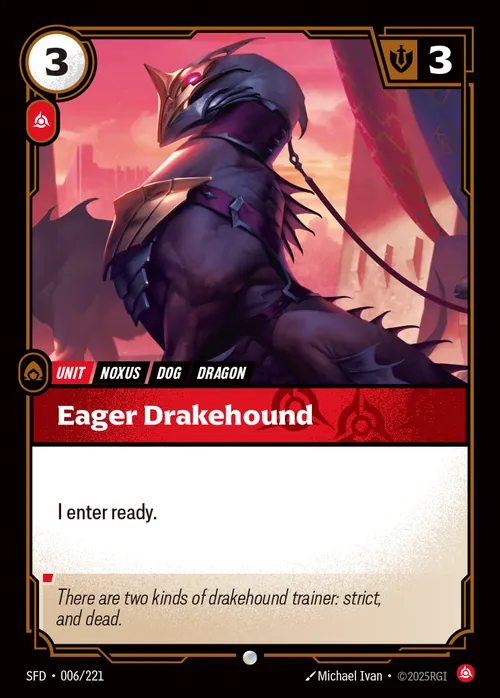 3
3
UNIT NOXUS DOG DRAGON
Eager Drakehound
I enter ready.
There are two kinds of drakehound trainer: strict,
and dead.
SFD • 006/221
Michael Ivan • ©2025RGI